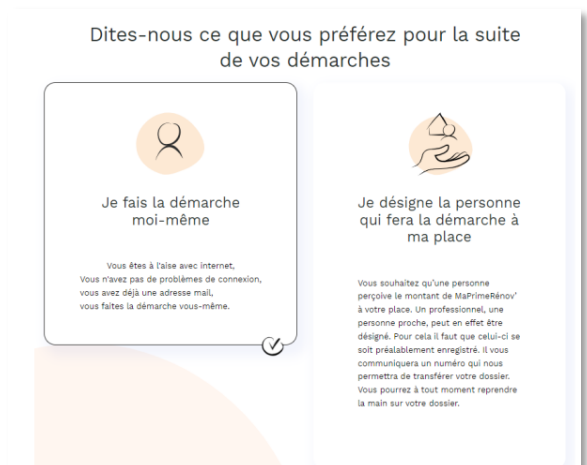 Dites-nous ce que vous préférez pour la suite
de vos démarches
Je fais la démarche
moi-même
Vous êtes à l'aise avec internet,
Vous n'avez pas de problèmes de connexion,
vous avez déjà une adresse mail,
vous faites la démarche vous-même.
Je désigne la personne
qui fera la démarche à
ma place
Vous souhaitez qu'une personne
perçoive le montant de MaPrimeRénov'
à votre place. Un professionnel, une
personne proche, peut en effet être
désigné. Pour cela il faut que celui-ci se
soit préalablement enregistré. Il vous
communiquera un numéro qui nous
permettra de transférer votre dossier.
Vous pourrez à tout moment reprendre
la main sur votre dossier.